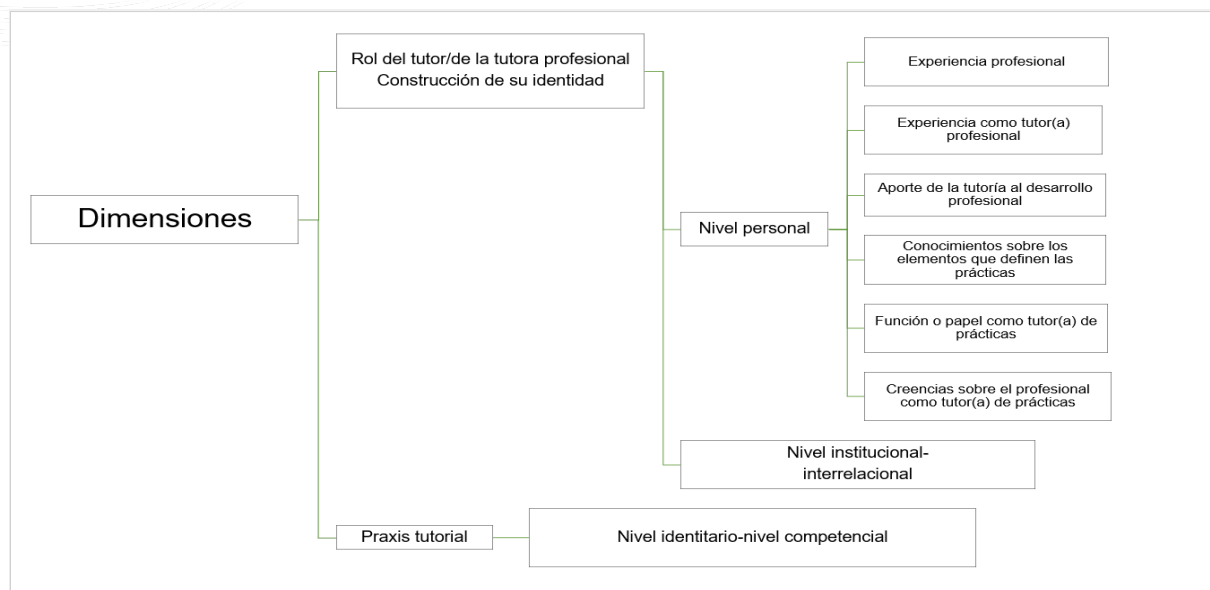 Dimensiones
Rol del tutor/de la tutora profesional
Construcción de su identidad
Nivel personal
Experiencia profesional
Experiencia como tutor(a)
profesional
Aporte de la tutoría al desarrollo
profesional
Conocimientos sobre los
elementos que definen las
prácticas
Función o papel como tutor(a) de
prácticas
Creencias sobre el profesional
como tutor(a) de prácticas
Nivel institucional-
interrelacional
Praxis tutorial
Nivel identitario-nivel competencial